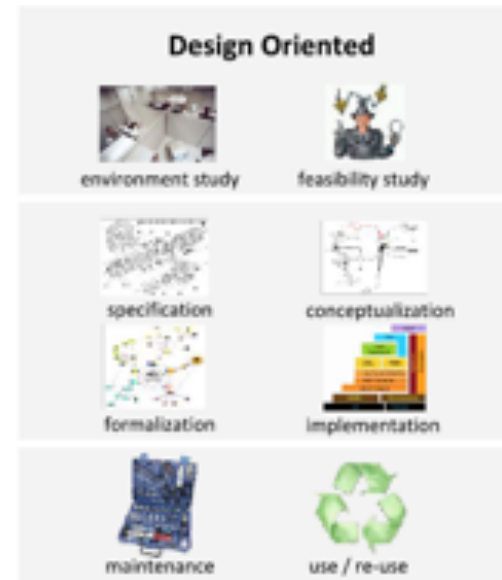 Design Oriented
environment study
feasibility study
specification
conceptualization
formalization
implementation
maintenance
use / re-use